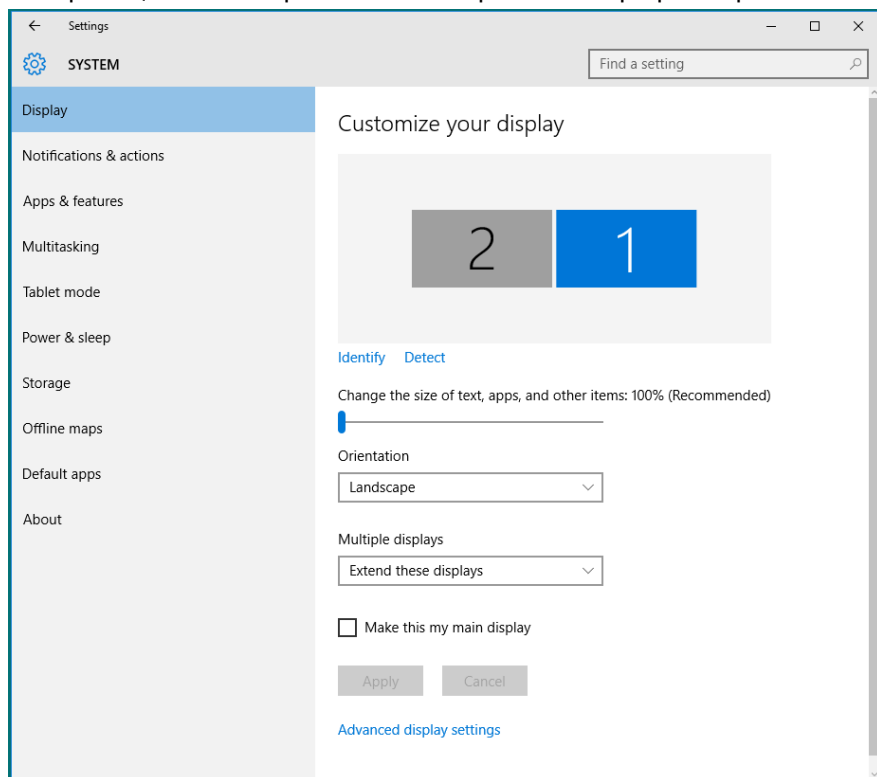 Settings
SYSTEM
Find a setting
Display
Notifications & actions
Apps & features
Multitasking
Tablet mode
Power & sleep
Storage
Offline maps
Default apps
About
Customize your display
2 1
Identify Detect
Change the size of text, apps, and other items: 100% (Recommended)
Orientation
Landscape
Multiple displays
Extend these displays
Make this my main display
Apply Cancel
Advanced display settings